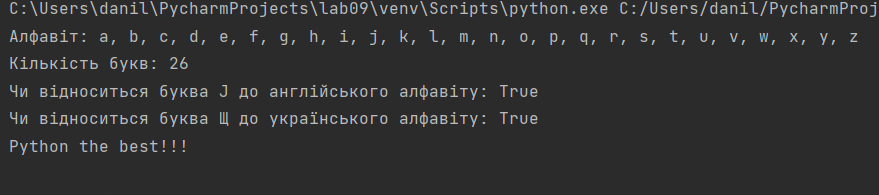 C:\Users\danil\PycharmProjects\lab09\venv\Scripts\python.exe C:/Users/danil/PycharmProj
Алфавіт: a, b, c, d, e, f, g, h, i, j, k, l, m, n, o, p, q, r, s, t, u, v, w, x, y, z
Кількість букв: 26
Чи відноситься буква J до англійського алфавіту: True
Чи відноситься буква Щ до українського алфавіту: True
Python the best!!!